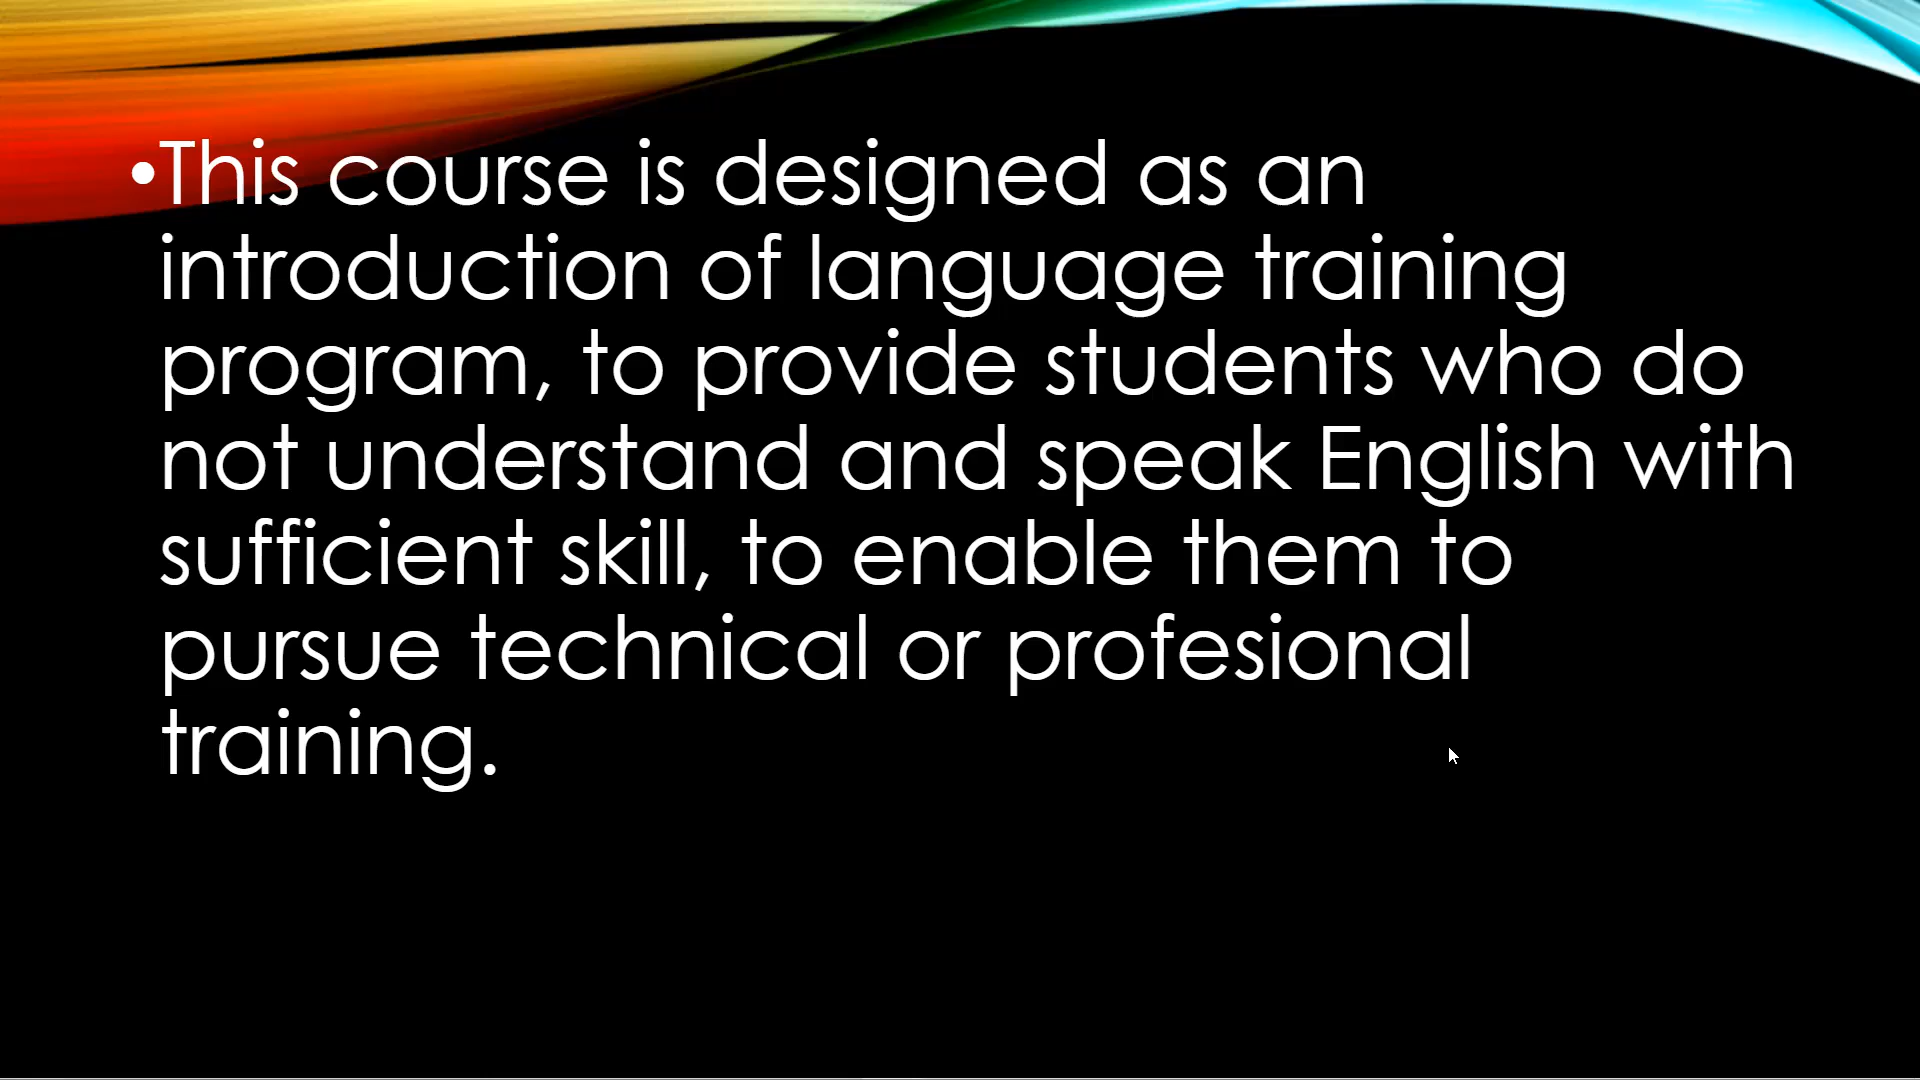 •This course is designed as an
introduction of language training
program, to provide students who do
not understand and speak English with
sufficient skill, to enable them to
pursue technical or profesional
training.